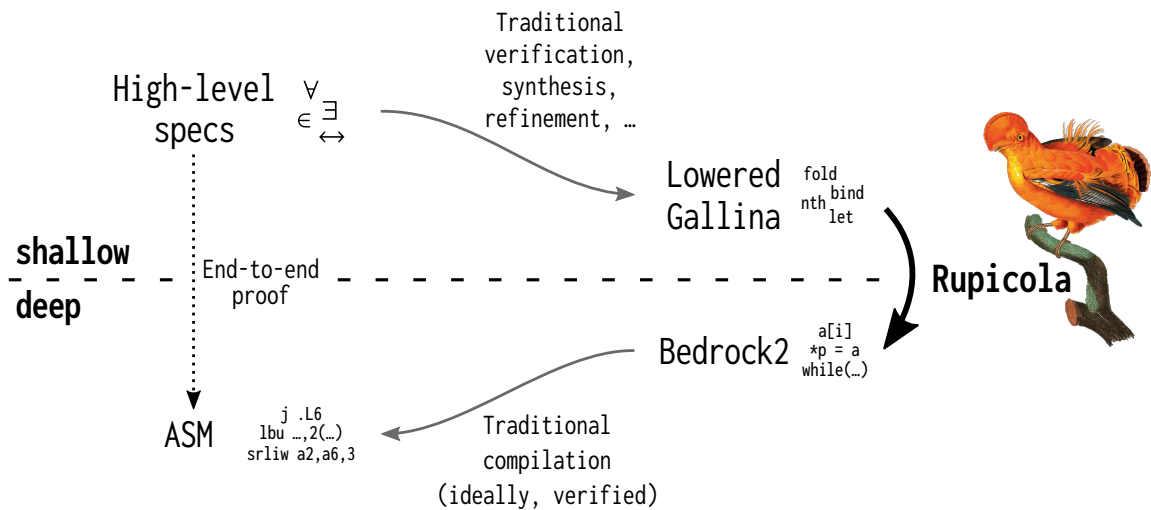 Traditional
verification,
synthesis,
refinement, …
High-level
specs
∀
∈ ∃
↔
Lowered
Gallina
fold
nth bind
let
shallow
deep
End-to-end
proof
Rupicola
Bedrock2
a[i]
*p = a
while(…)
ASM
j .L6
lbu …,2(…)
srliw a2,a6,3
Traditional
compilation
(ideally, verified)